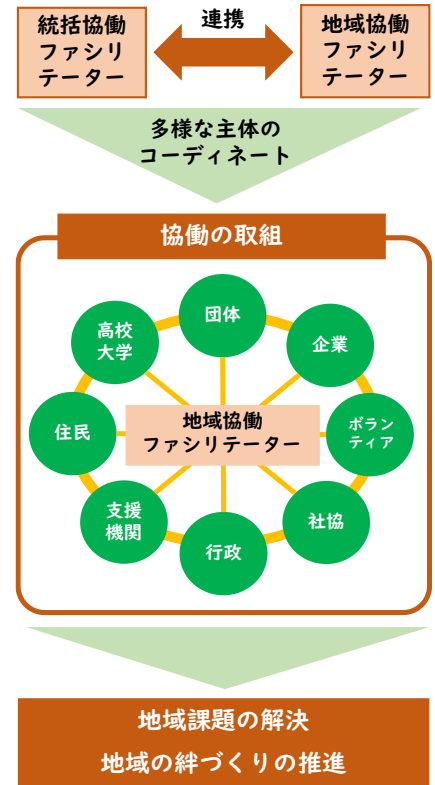 統括協働
ファシリ
テーター
連携
地域協働
ファシリ
テーター
多様な主体の
コーディネート
協働の取組
団体
高校
大学
企業
住民
地域協働
ファシリテーター
ボラン
ティア
支援
機関
社協
行政
地域課題の解決
地域の絆づくりの推進